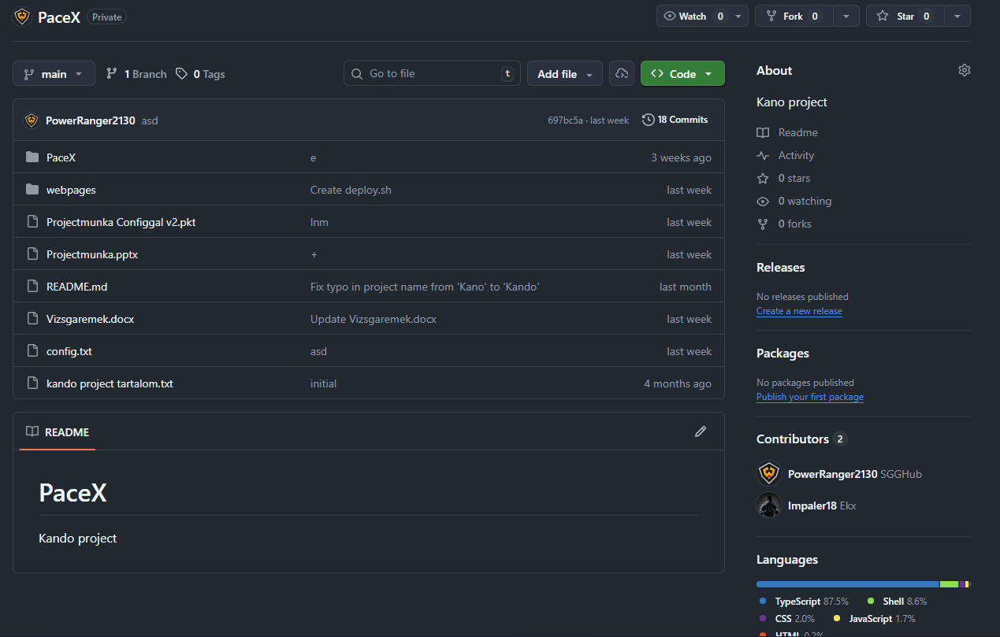 PaceX Private Watch 0 Fork 0 Star 0
main 1 Branch 0 Tags Go to file t Add file Code
PowerRanger2130 asd 697bc5a · last week 18 Commits
PaceX e 3 weeks ago
webpages Create deploy.sh last week
Projectmunka Configgal v2.pkt lnm last week
Projectmunka.pptx + last week
README.md Fix typo in project name from 'Kano' to 'Kando' last month
Vizsgaremek.docx Update Vizsgaremek.docx last week
config.txt asd last week
kando project tartalom.txt initial 4 months ago
README
PaceX
Kando project
About
Kano project
Readme
Activity
0 stars
0 watching
0 forks
Releases
No releases published
Create a new release
Packages
No packages published
Publish your first package
Contributors 2
PowerRanger2130 SGGHub
Impaler18 Ekx
Languages
TypeScript 87.5% Shell 8.6%
CSS 2.0% JavaScript 1.7%
HTML 0.2%